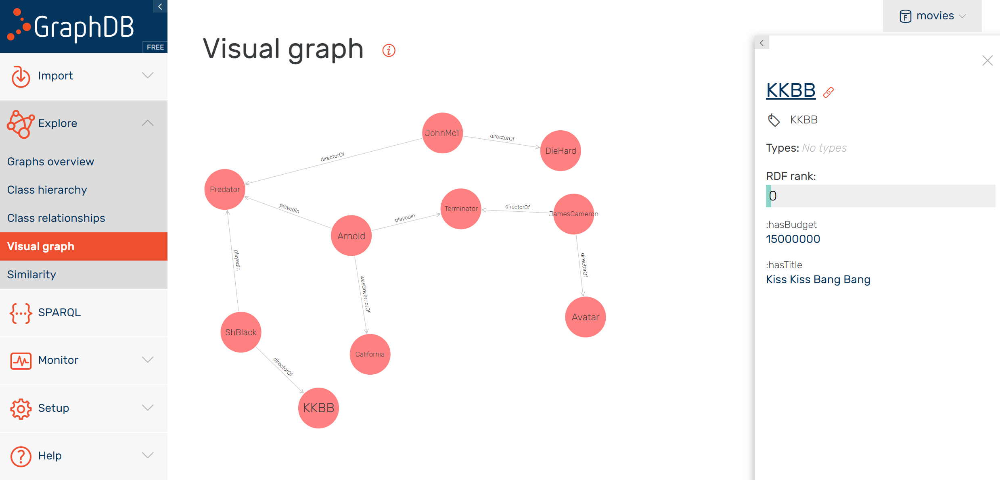 GraphDB
FREE
Import
Explore
Graphs overview
Class hierarchy
Class relationships
Visual graph
Similarity
SPARQL
Monitor
Setup
Help
Visual graph
JohnMcT
directorOf
DieHard
directorOf
Predator
playedIn
Terminator
directorOf
JamesCameron
playedIn
Arnold
playedIn
directorOf
wasGovernorOf
Avatar
ShBlack
California
directorOf
KKBB
F movies
KKBB
KKBB
Types: No types
RDF rank:
0
:hasBudget
15000000
:hasTitle
Kiss Kiss Bang Bang